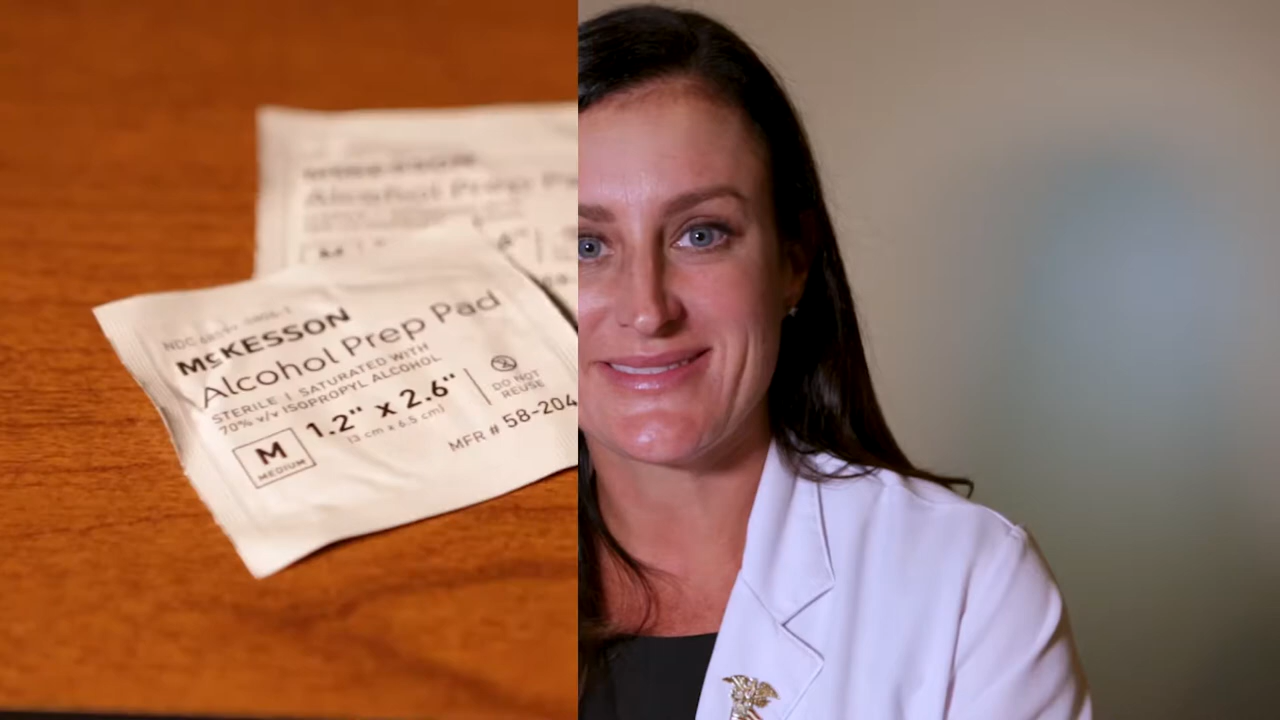 Alcohol Prep
M
McKESSON
Alcohol Prep Pad
STERILE | SATURATED WITH
70% v/v ISOPROPYL ALCOHOL
DO NOT
REUSE
M
MEDIUM
1.2" x 2.6"
(3 cm x 6.5 cm)
MFR # 58-204